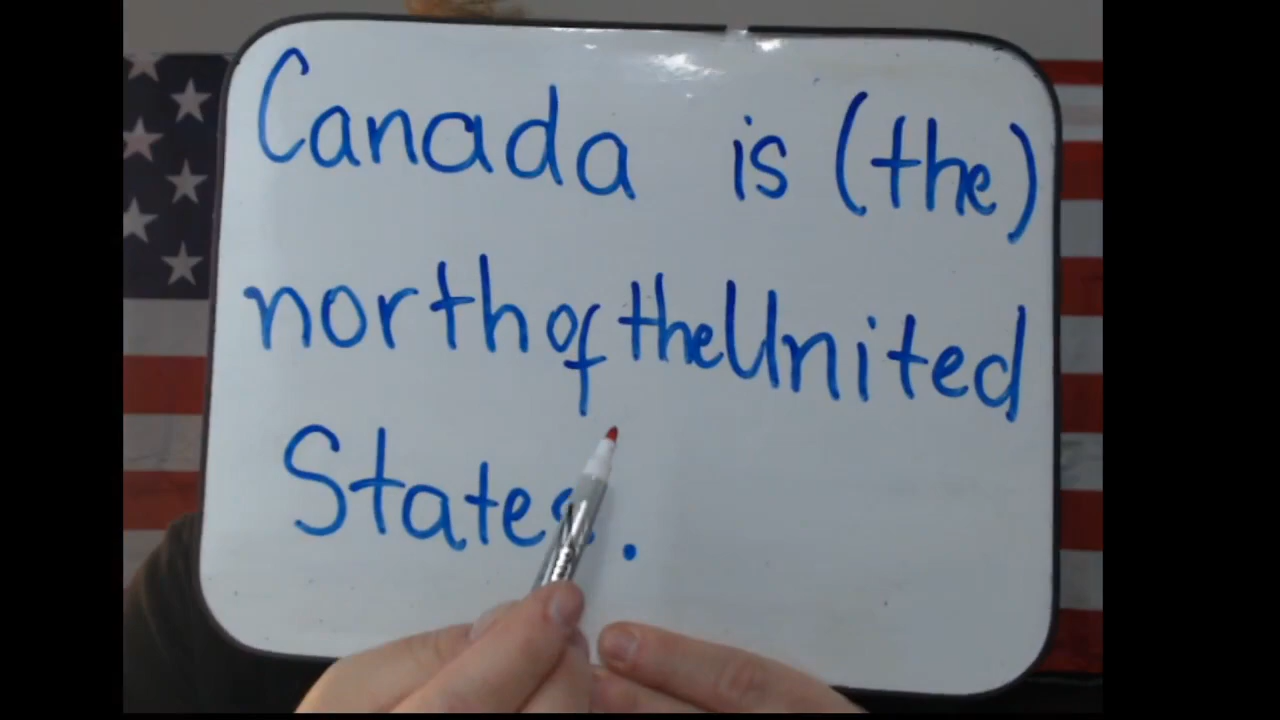 Canada is (the)
north of the United
States.